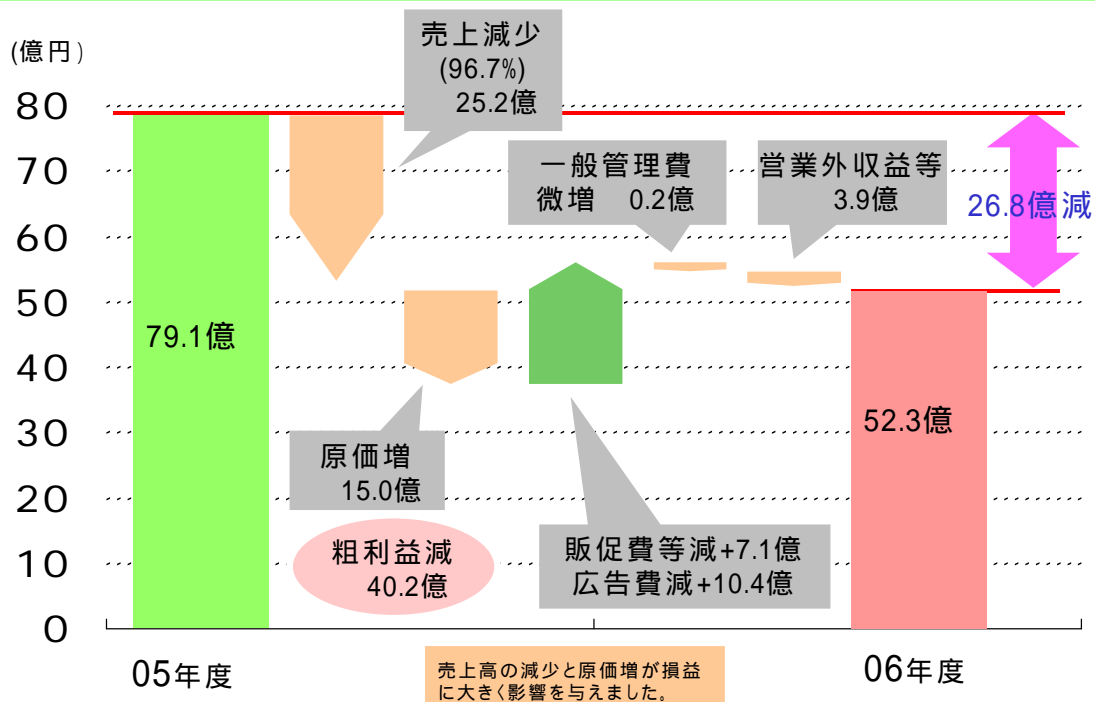 (億円)
80
70
60
50
40
30
20
10
0
売上減少
(96.7%)
25.2億
一般管理費
微増 0.2億
営業外収益等
3.9億
26.8億減
79.1億
52.3億
原価増
15.0億
粗利益減
40.2億
販促費等減+7.1億
広告費減+10.4億
05年度
06年度
売上高の減少と原価増が損益
に大きく影響を与えました。